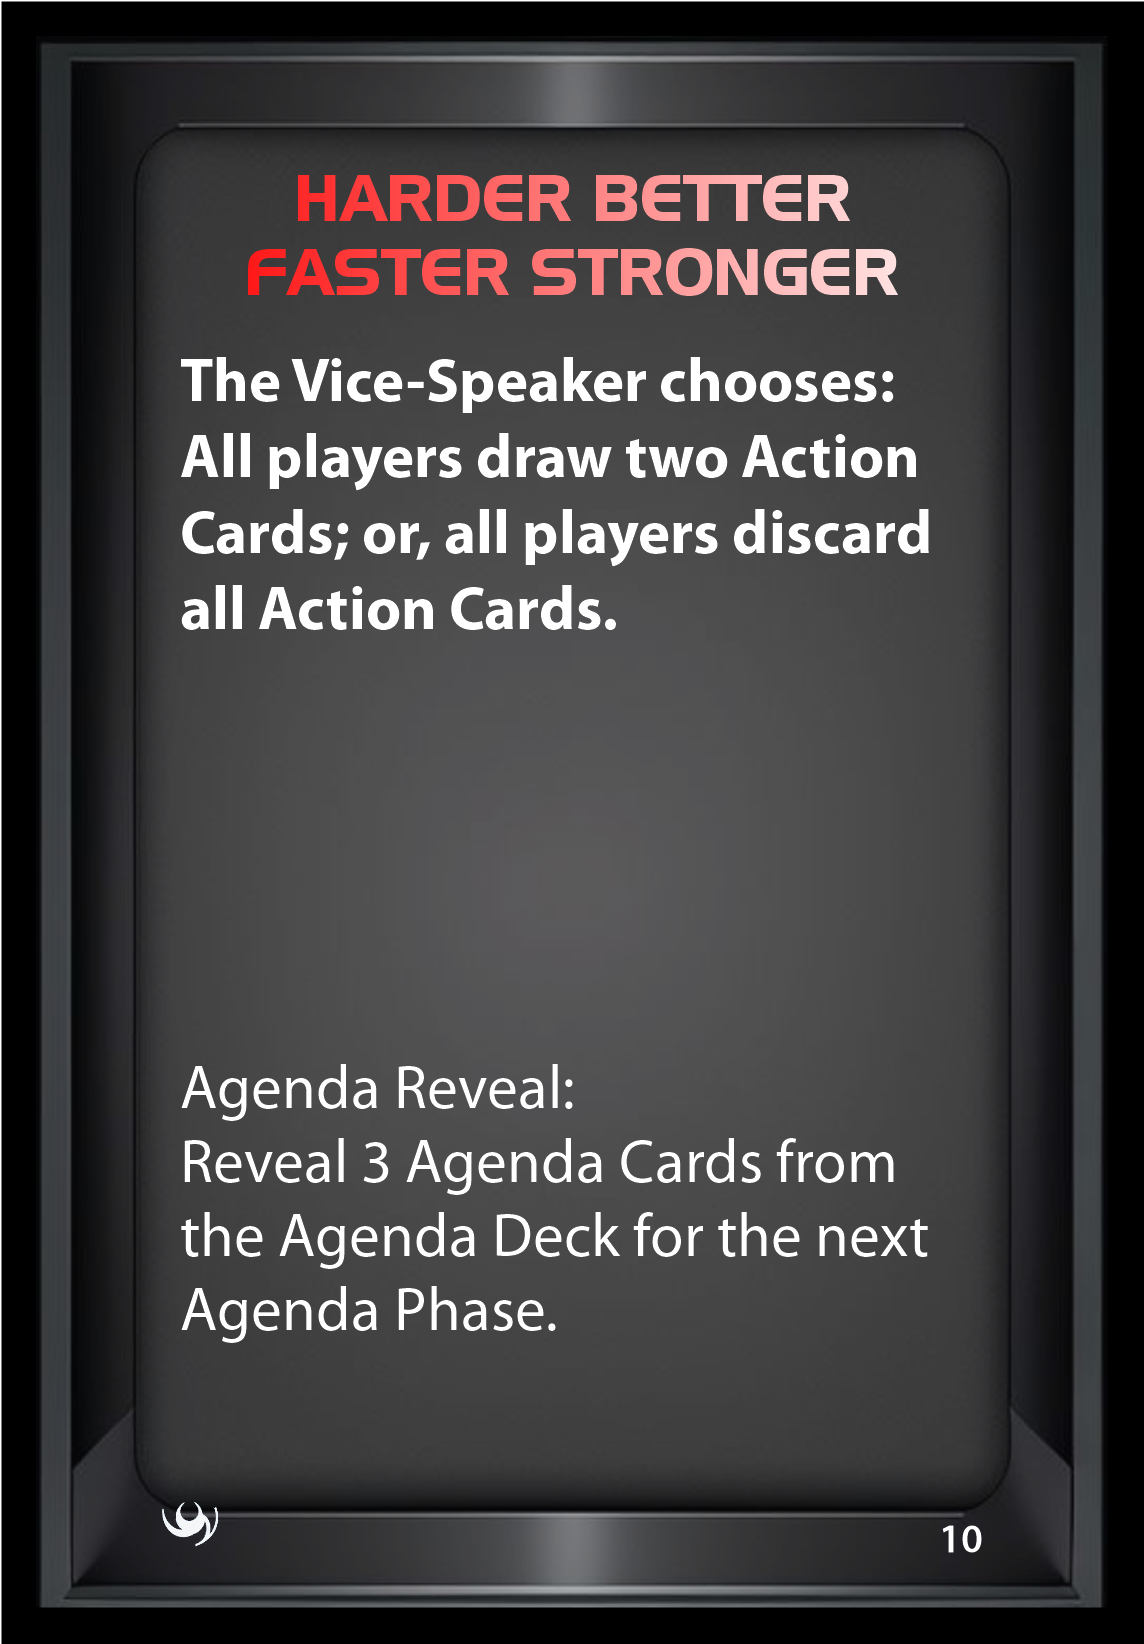 HARDER BETTER
FASTER STRONGER
The Vice-Speaker chooses:
All players draw two Action
Cards; or, all players discard
all Action Cards.
Agenda Reveal:
Reveal 3 Agenda Cards from
the Agenda Deck for the next
Agenda Phase.
10